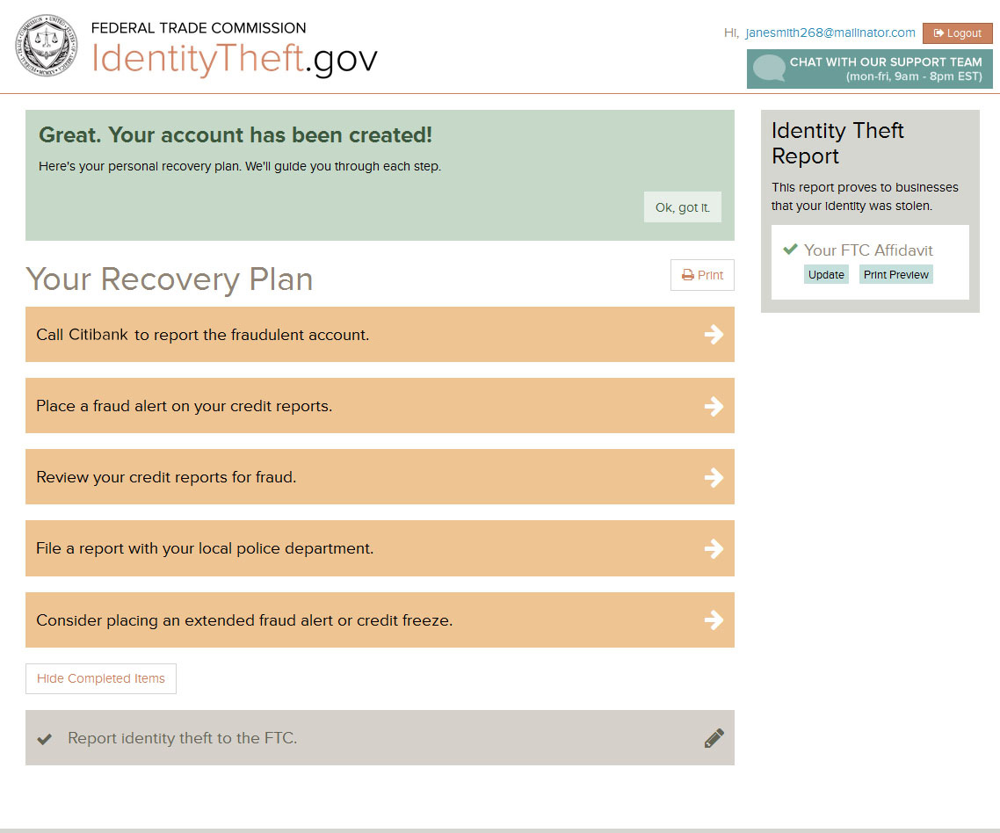 FEDERAL TRADE COMMISSION
IdentityTheft.gov
Hi, janesmith268@mailinator.com
Logout
CHAT WITH OUR SUPPORT TEAM
(mon-fri, 9am - 8pm EST)
Great. Your account has been created!
Here's your personal recovery plan. We'll guide you through each step.
Ok, got it.
Your Recovery Plan
Print
Call Citibank to report the fraudulent account.
Place a fraud alert on your credit reports.
Review your credit reports for fraud.
File a report with your local police department.
Consider placing an extended fraud alert or credit freeze.
Hide Completed Items
Report identity theft to the FTC.
Identity Theft
Report
This report proves to businesses
that your identity was stolen.
Your FTC Affidavit
Update
Print Preview